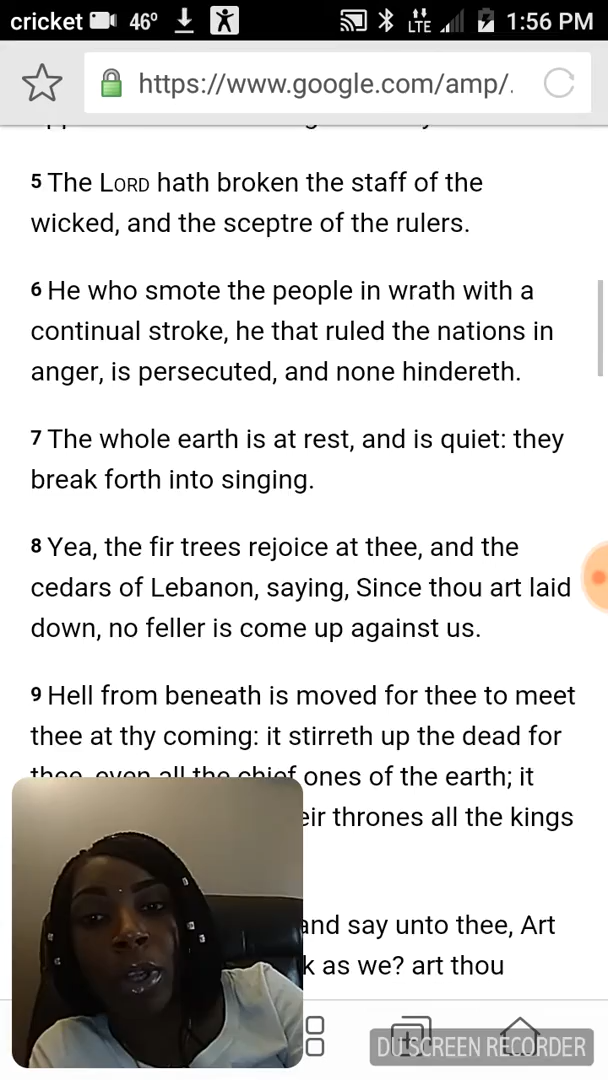 cricket 46° LTE 1:56 PM
https://www.google.com/amp/.
5 The LORD hath broken the staff of the
wicked, and the sceptre of the rulers.
6 He who smote the people in wrath with a
continual stroke, he that ruled the nations in
anger, is persecuted, and none hindereth.
7 The whole earth is at rest, and is quiet: they
break forth into singing.
8 Yea, the fir trees rejoice at thee, and the
cedars of Lebanon, saying, Since thou art laid
down, no feller is come up against us.
9 Hell from beneath is moved for thee to meet
thee at thy coming: it stirreth up the dead for
thee, even all the chief ones of the earth; it
thrones all the kings
and say unto thee, Art
as we? art thou
DU SCREEN RECORDER